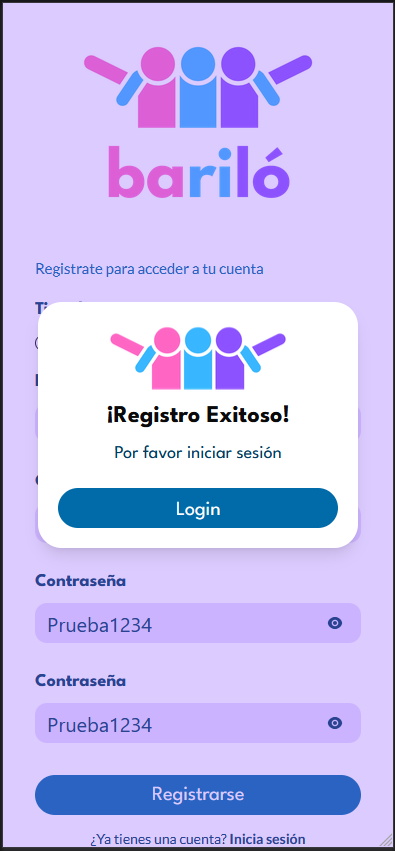 bariló
Registrate para acceder a tu cuenta
¡Registro Exitoso!
Por favor iniciar sesión
Login
Contraseña
Prueba1234
Contraseña
Prueba1234
Registrarse
¿Ya tienes una cuenta? Inicia sesión